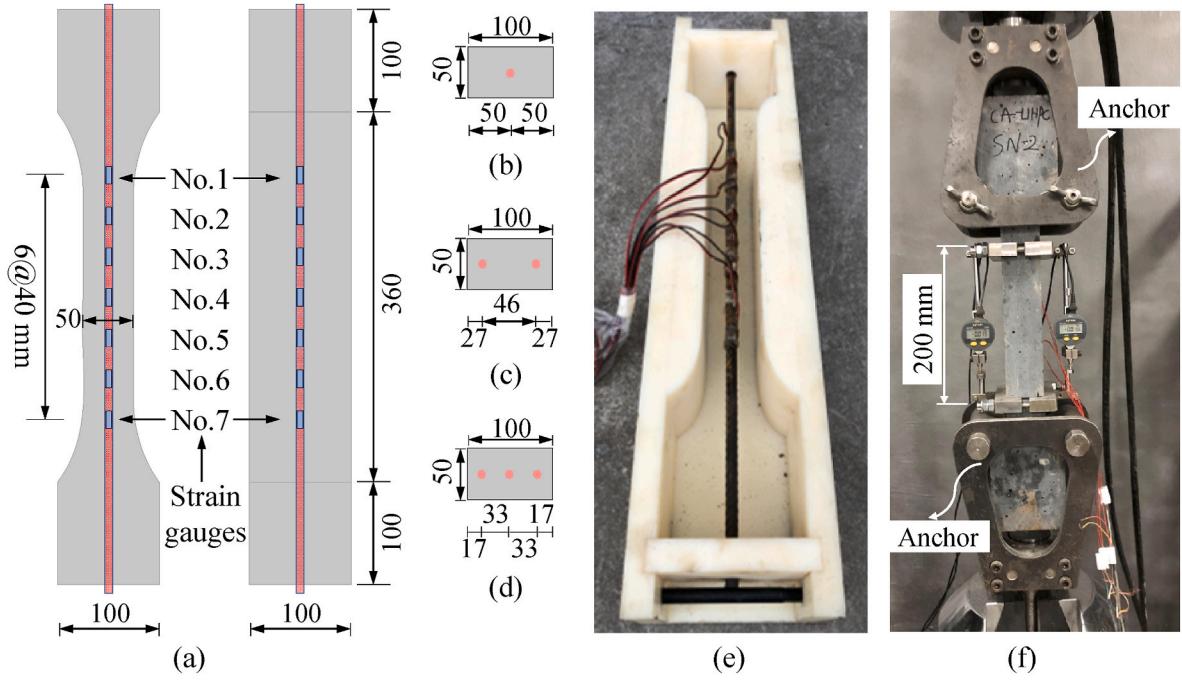 No.1
No.2
No.3
No.4
No.5
No.6
No.7
Strain
gauges
6@40 mm
50
100
360
100
100
100
(a)
100
50
50
50
(b)
100
50
46
27
27
(c)
100
50
33
17
17
33
(d)
(e)
CA-UHPC
SN-2
Anchor
200 mm
Anchor
(f)